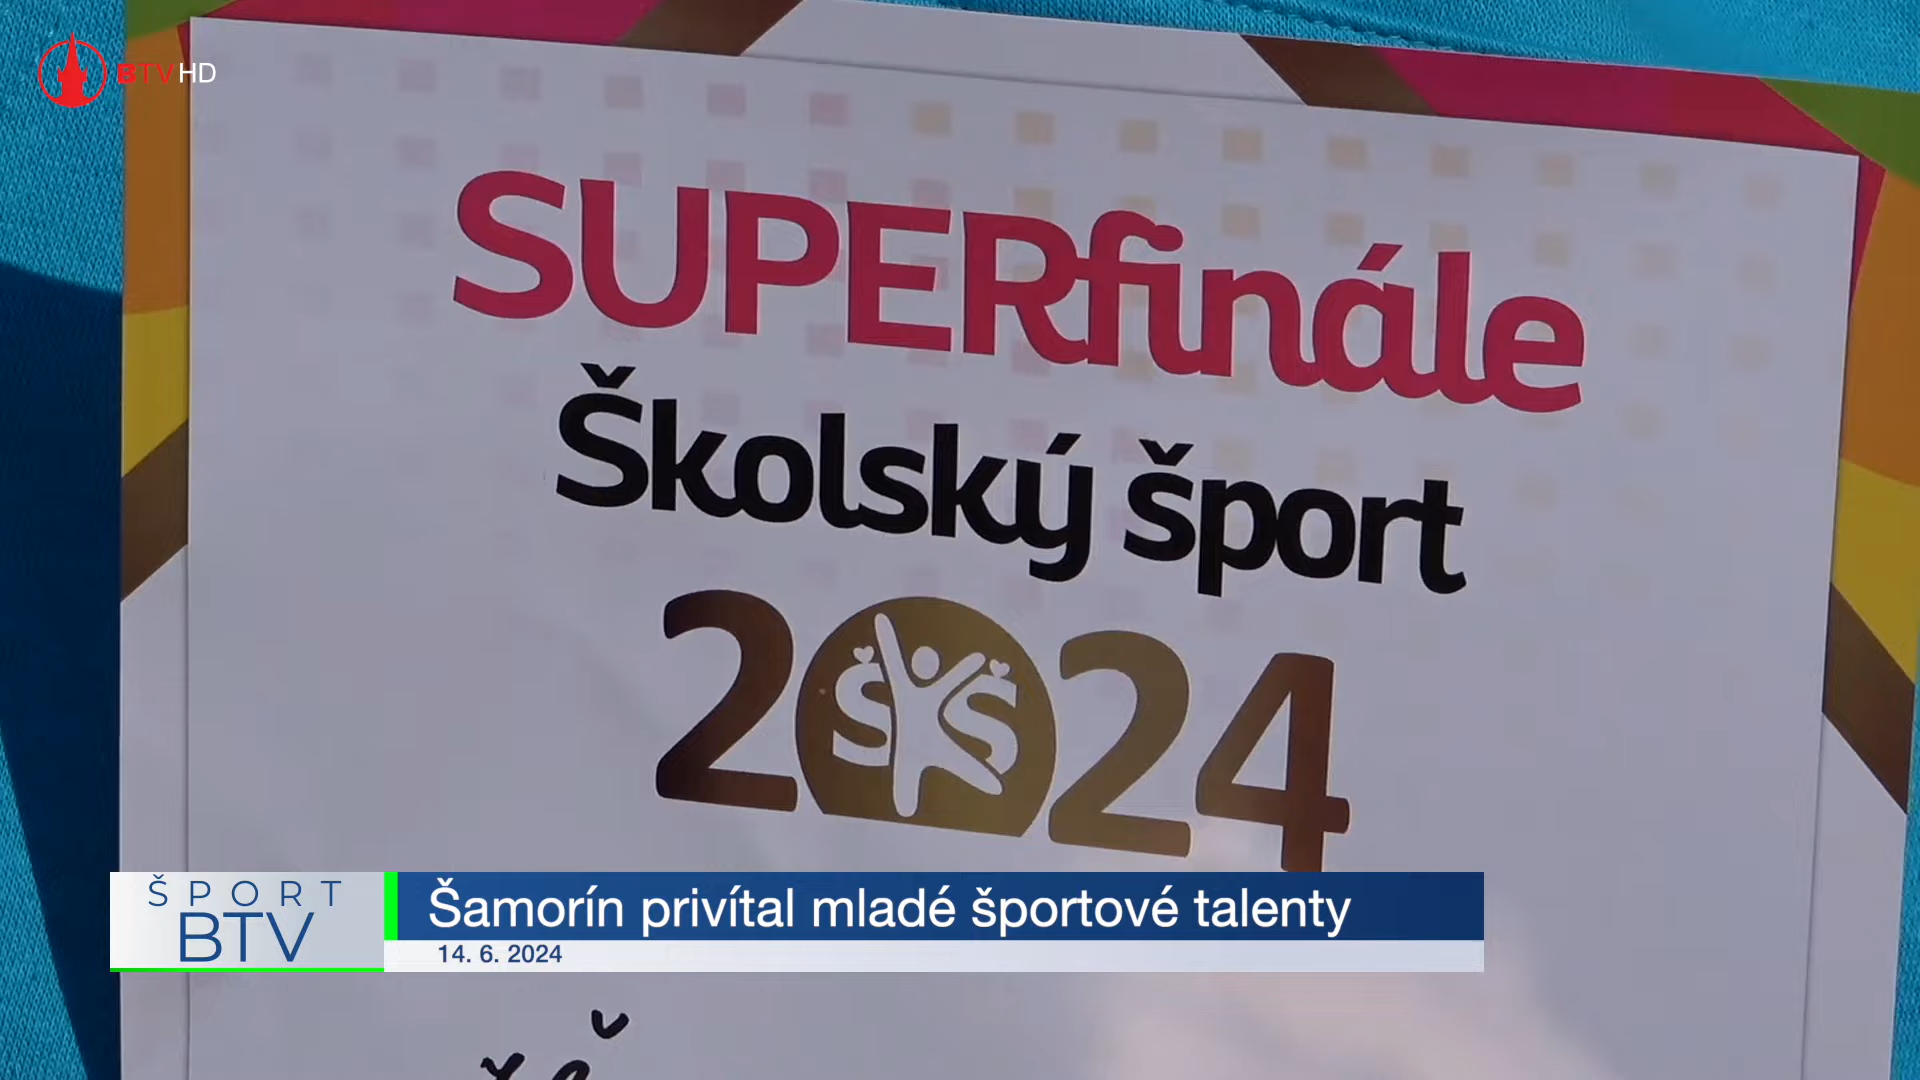 BTV HD
SUPERfinále
Školský šport
2024
ŠŠ
ŠPORT
BTV
Šamorín privítal mladé športové talenty
14. 6. 2024